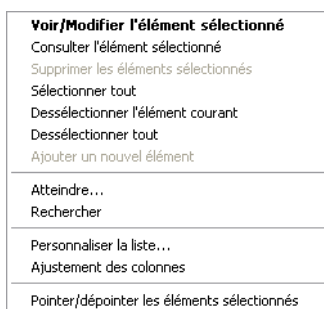 Voir/Modifier l'élément sélectionné
Consulter l'élément sélectionné
Supprimer les éléments sélectionnés
Sélectionner tout
Dessélectionner l'élément courant
Dessélectionner tout
Ajouter un nouvel élément
Atteindre...
Rechercher
Personnaliser la liste...
Ajustement des colonnes
Pointer/dépointer les éléments sélectionnés